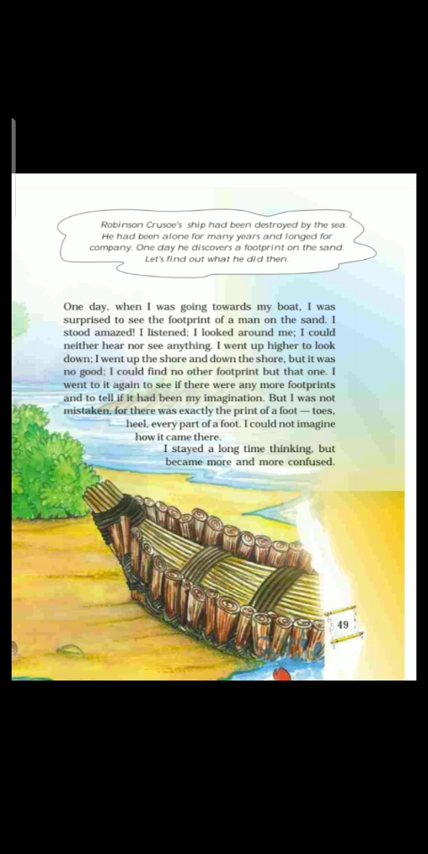 Robinson Crusoe's ship had been destroyed by the sea.
He had been alone for many years and longed for
company. One day he discovers a footprint on the sand.
Let's find out what he did then.
One day, when I was going towards my boat, I was
surprised to see the footprint of a man on the sand. I
stood amazed! I listened; I looked around me; I could
neither hear nor see anything. I went up higher to look
down; I went up the shore and down the shore, but it was
no good; I could find no other footprint but that one. I
went to it again to see if there were any more footprints
and to tell if it had been my imagination. But I was not
mistaken, for there was exactly the print of a foot — toes,
heel, every part of a foot. I could not imagine
how it came there.
I stayed a long time thinking, but
became more and more confused.
49